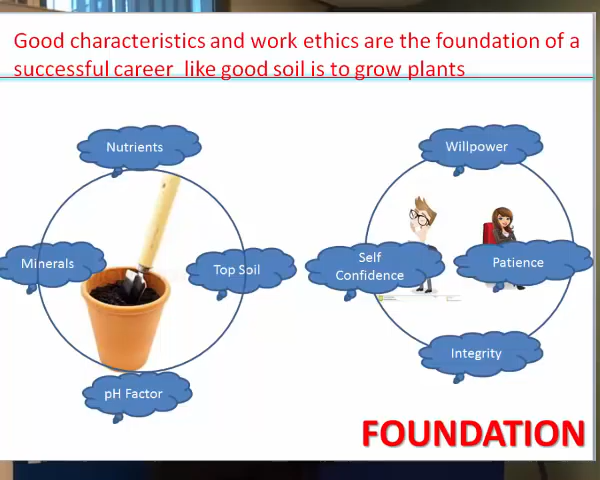 Good characteristics and work ethics are the foundation of a
successful career like good soil is to grow plants
Nutrients
Minerals
Top Soil
pH Factor
Willpower
Self
Confidence
Patience
Integrity
FOUNDATION